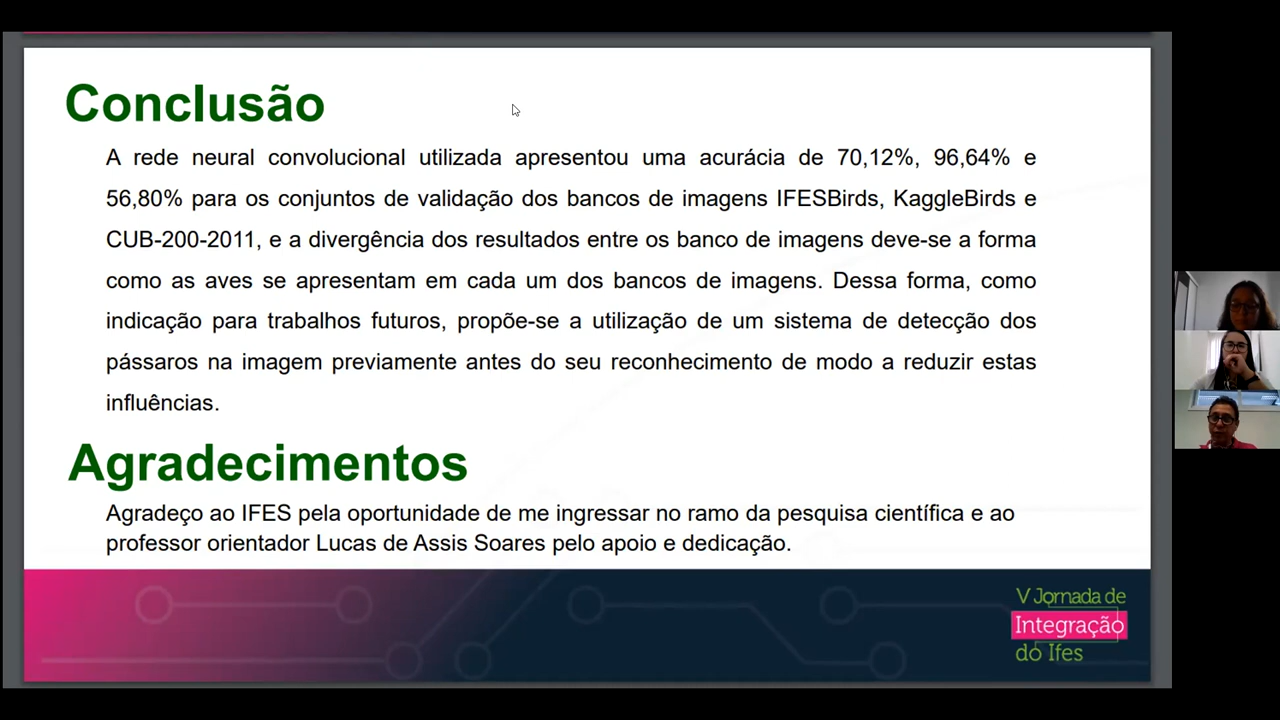 Conclusão
A rede neural convolucional utilizada apresentou uma acurácia de 70,12%, 96,64% e
56,80% para os conjuntos de validação dos bancos de imagens IFESBirds, KaggleBirds e
CUB-200-2011, e a divergência dos resultados entre os banco de imagens deve-se a forma
como as aves se apresentam em cada um dos bancos de imagens. Dessa forma, como
indicação para trabalhos futuros, propõe-se a utilização de um sistema de detecção dos
pássaros na imagem previamente antes do seu reconhecimento de modo a reduzir estas
influências.
Agradecimentos
Agradeço ao IFES pela oportunidade de me ingressar no ramo da pesquisa científica e ao
professor orientador Lucas de Assis Soares pelo apoio e dedicação.
V Jornada de
Integração
do Ifes